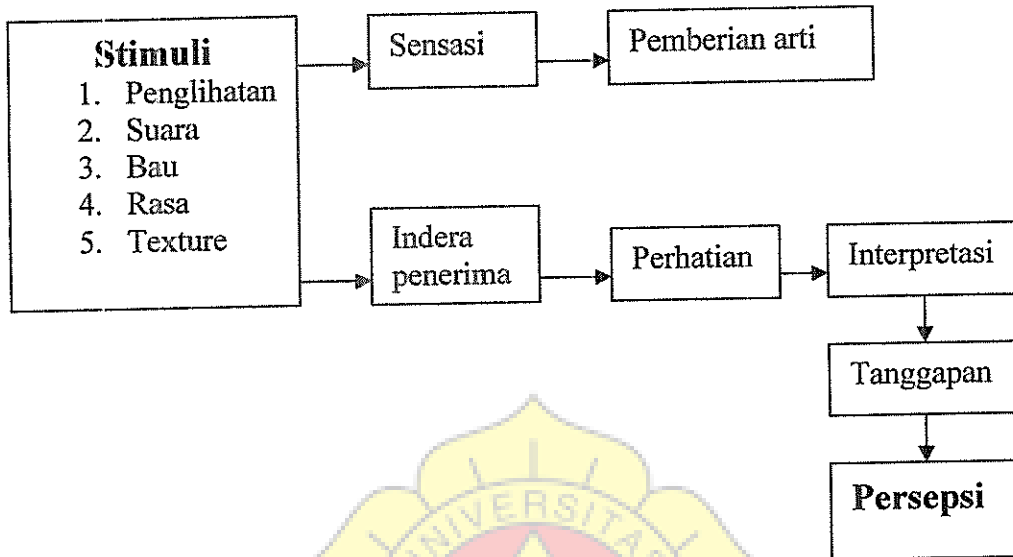 Stimuli
1. Penglihatan
2. Suara
3. Bau
4. Rasa
5. Texture
Sensasi
Pemberian arti
Indera
penerima
Perhatian
Interpretasi
Tanggapan
Persepsi
UNIVERSITAS